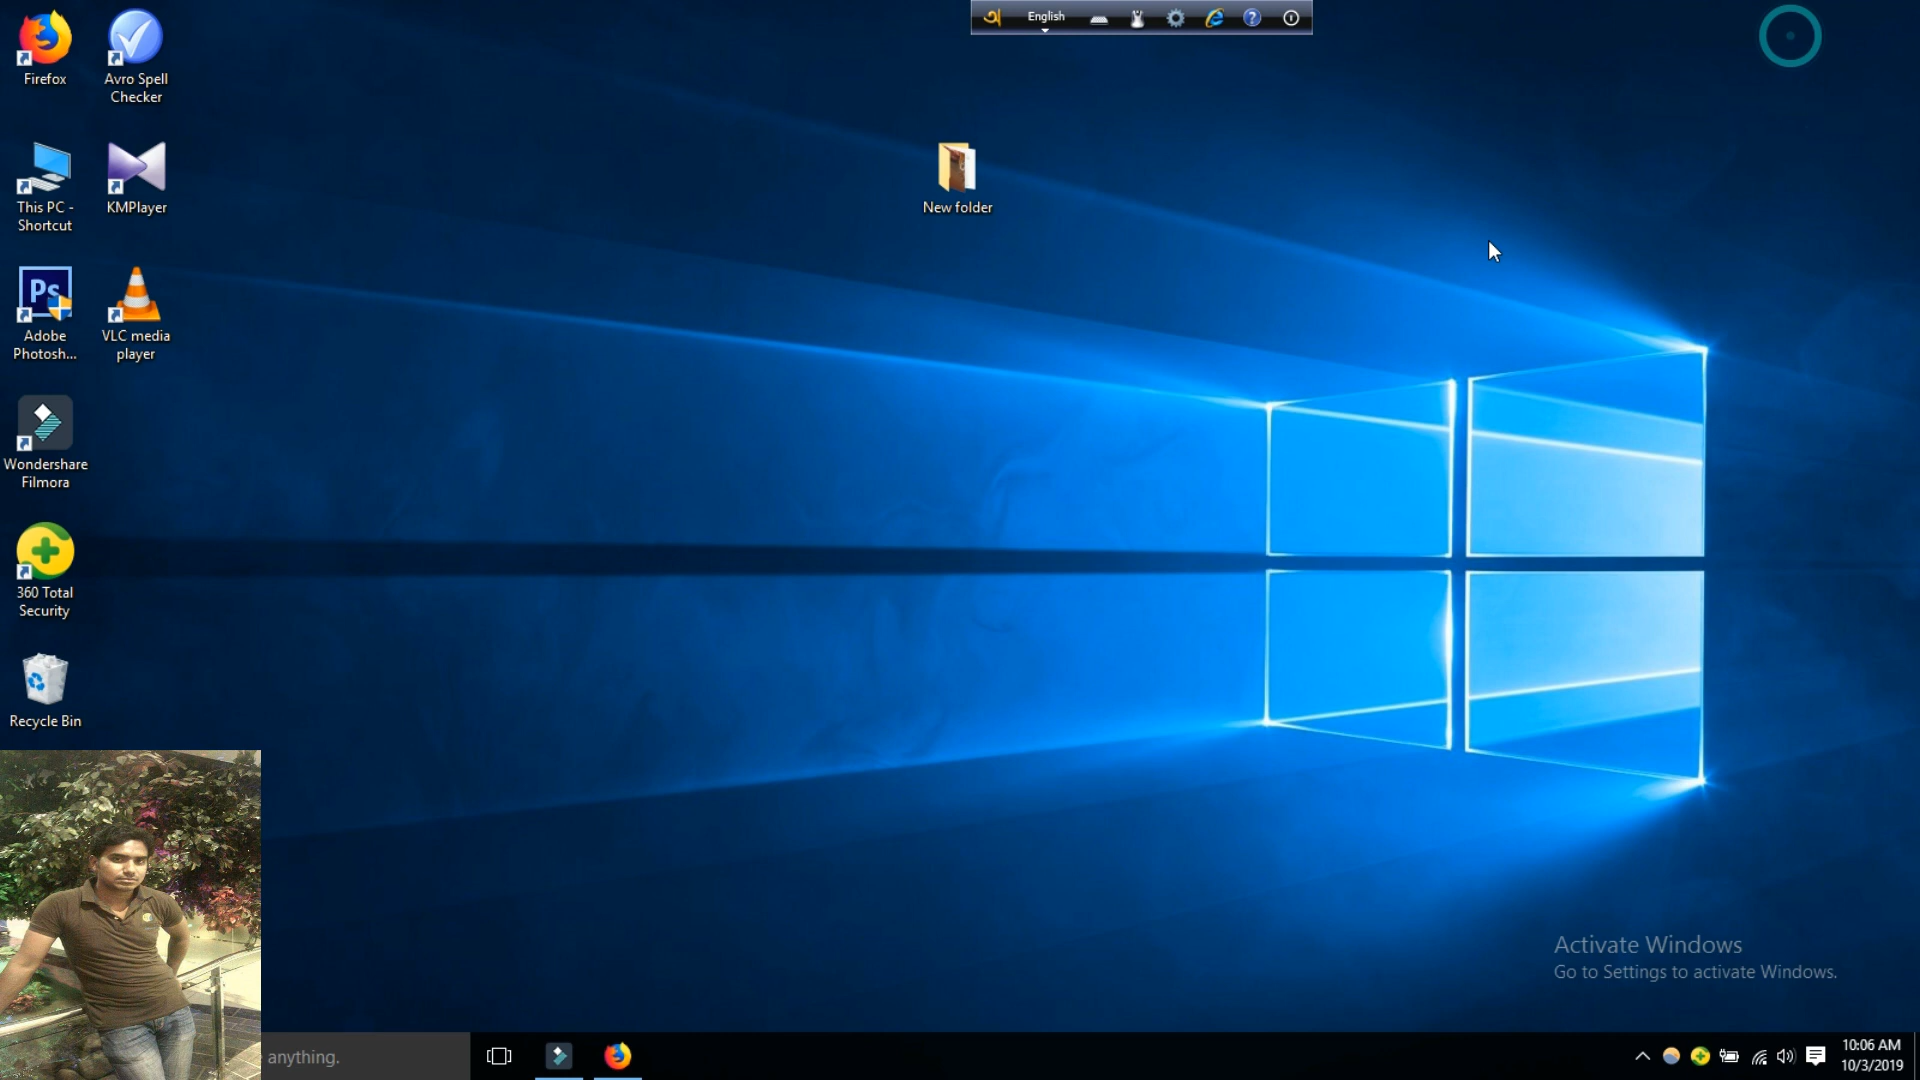 অ
English
Firefox
Avro Spell
Checker
This PC -
Shortcut
KMPlayer
New folder
Ps
Adobe
Photosh...
VLC media
player
Wondershare
Filmora
360 Total
Security
Recycle Bin
Activate Windows
Go to Settings to activate Windows.
anything.
10:06 AM
10/3/2019